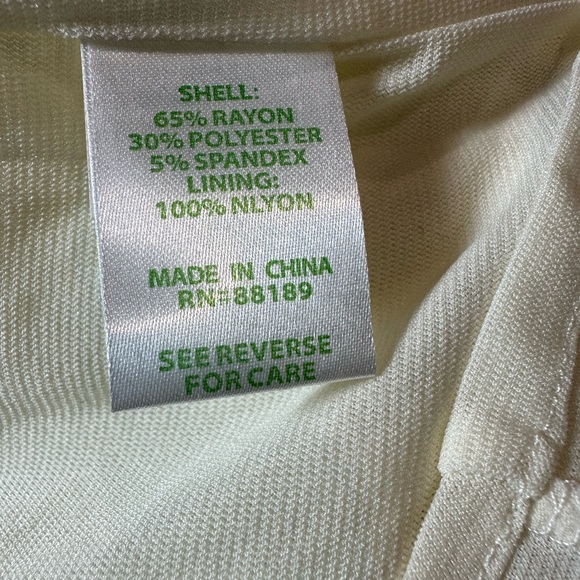 SHELL:
65% RAYON
30% POLYESTER
5% SPANDEX
LINING:
100% NLYON
MADE IN CHINA
RN=88189
SEE REVERSE
FOR CARE